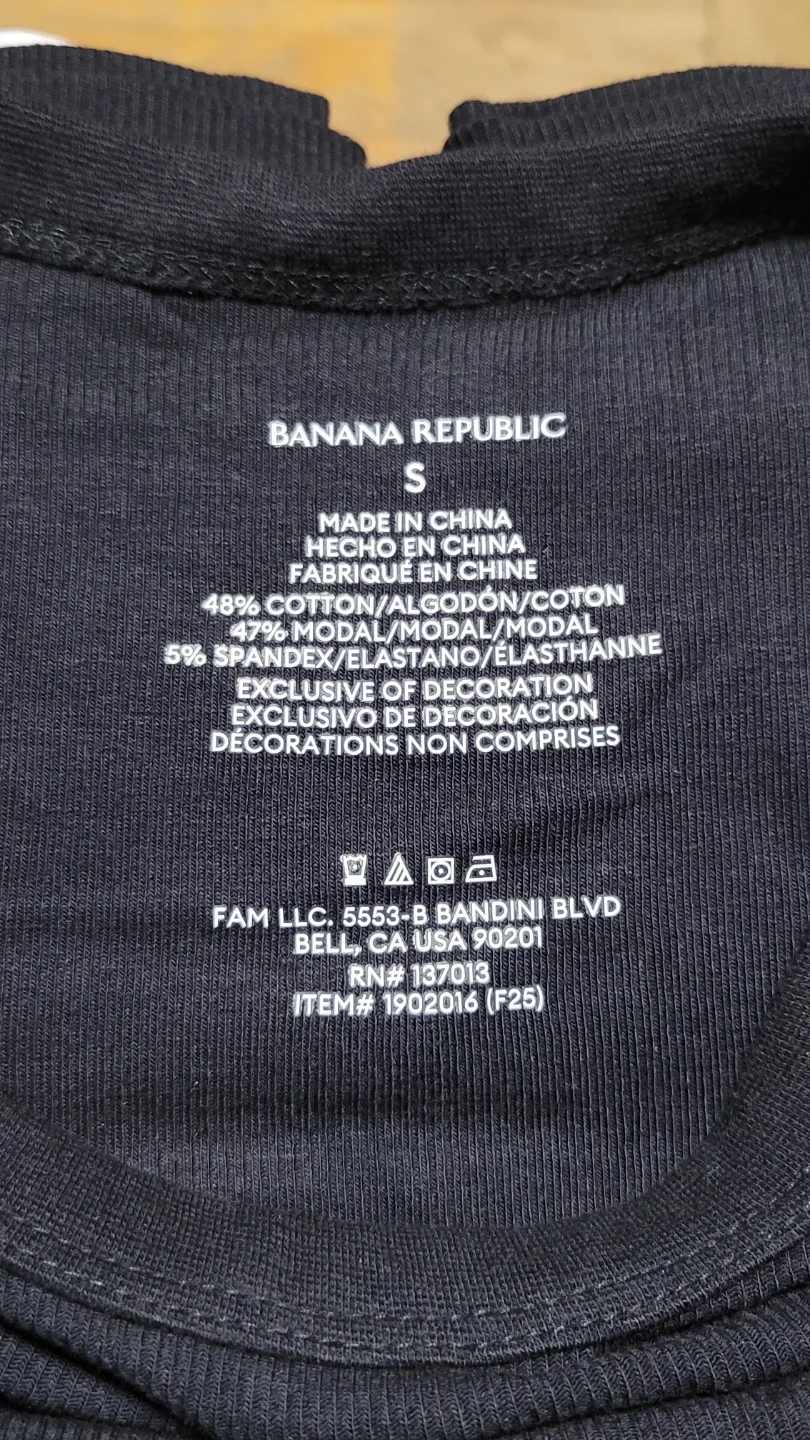 BANANA REPUBLIC
S
MADE IN CHINA
HECHO EN CHINA
FABRIQUÉ EN CHINE
48% COTTON/ALGODÓN/COTON
47% MODAL/MODAL/MODAL
5% SPANDEX/ELASTANO/ÉLASTHANNE
EXCLUSIVE OF DECORATION
EXCLUSIVO DE DECORACIÓN
DÉCORATIONS NON COMPRISES
FAM LLC. 5553-B BANDINI BLVD
BELL, CA USA 90201
RN# 137013
ITEM# 1902016 (F25)